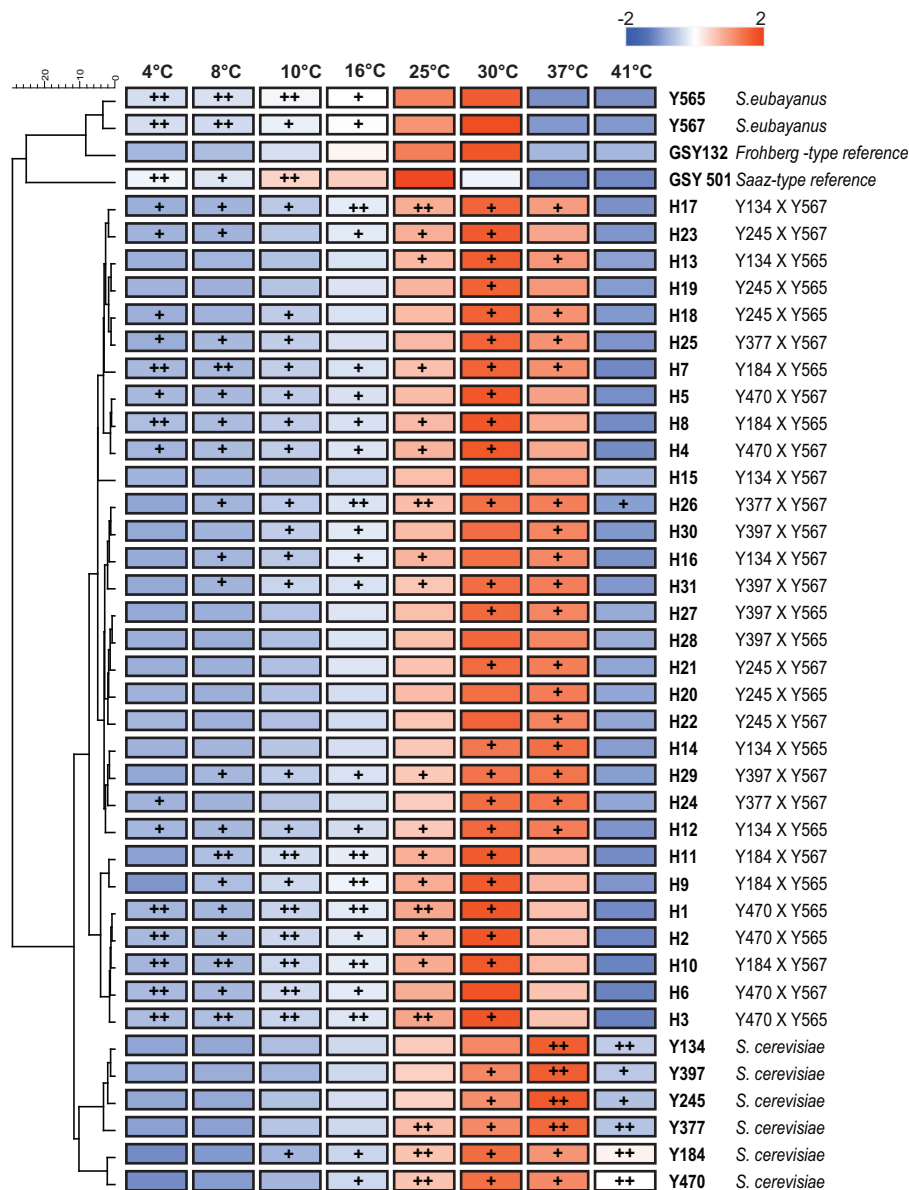 -2 2
20 10 0 4°C 8°C 10°C 16°C 25°C 30°C 37°C 41°C
++ ++ ++ + Y565 S.eubayanus
++ ++ + + Y567 S.eubayanus
GSY132 Frohberg -type reference
++ + ++ GSY 501 Saaz-type reference
+ + + ++ ++ + + H17 Y134 X Y567
+ + + + + H23 Y245 X Y567
+ + + H13 Y134 X Y565
+ H19 Y245 X Y565
+ + + + H18 Y245 X Y565
+ + + + + H25 Y377 X Y567
++ ++ + + + + + H7 Y184 X Y565
+ + + + + H5 Y470 X Y567
++ + + + + + H8 Y184 X Y565
+ + + + + + H4 Y470 X Y567
H15 Y134 X Y567
+ + ++ ++ + + + H26 Y377 X Y567
+ + + H30 Y397 X Y567
+ + + + + H16 Y134 X Y567
+ + + + + + H31 Y397 X Y567
+ + H27 Y397 X Y565
H28 Y397 X Y565
+ + H21 Y245 X Y567
+ H20 Y245 X Y565
+ H22 Y245 X Y567
+ + H14 Y134 X Y565
+ + + + + + H29 Y397 X Y567
+ + + H24 Y377 X Y567
+ + + + + + + H12 Y134 X Y565
++ ++ ++ + + H11 Y184 X Y567
+ + ++ + + H9 Y184 X Y565
++ + ++ ++ ++ + H1 Y470 X Y565
++ + ++ + + + H2 Y470 X Y565
++ ++ ++ ++ + + H10 Y184 X Y567
++ + ++ + H6 Y470 X Y567
++ ++ ++ ++ ++ + H3 Y470 X Y565
++ ++ Y134 S. cerevisiae
+ ++ + Y397 S. cerevisiae
+ ++ + Y245 S. cerevisiae
++ + ++ ++ Y377 S. cerevisiae
+ + ++ + + ++ Y184 S. cerevisiae
+ ++ + + ++ Y470 S. cerevisiae